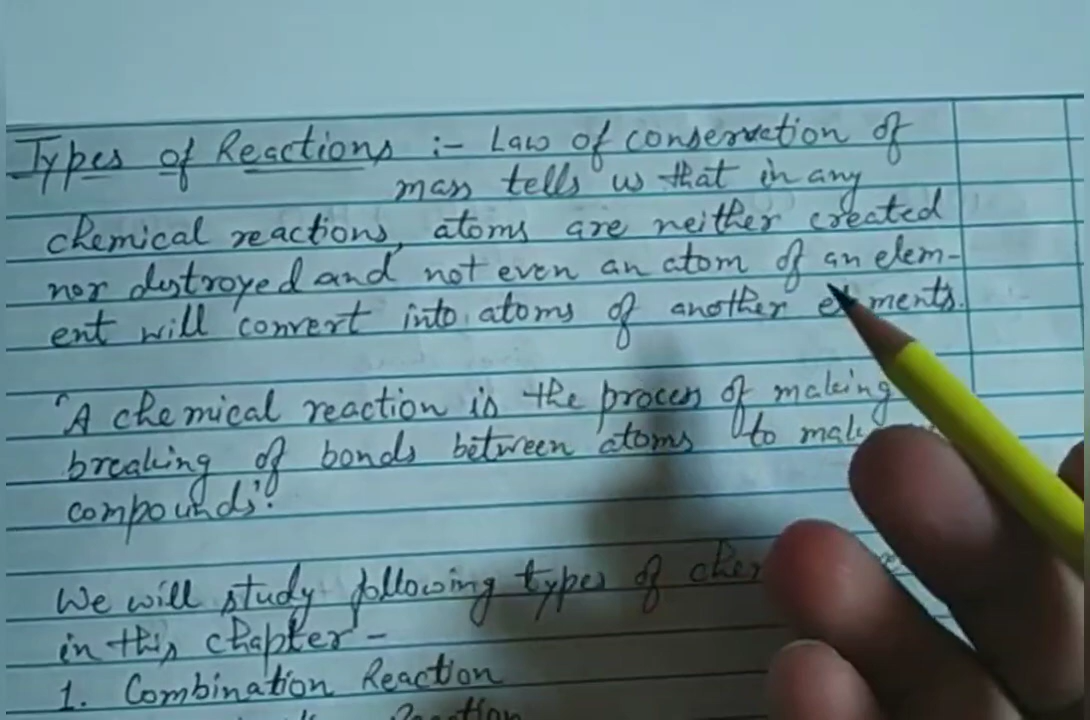 Types of Reactions :- Law of conservation of
mass tells us that in any
chemical reactions, atoms are neither created
nor destroyed and not even an atom of an elem-
ent will convert into atoms of another elements.
"A chemical reaction is the process of making
breaking of bonds between atoms to make
compounds".
We will study following types of
in this chapter -
1. Combination Reaction
Reaction